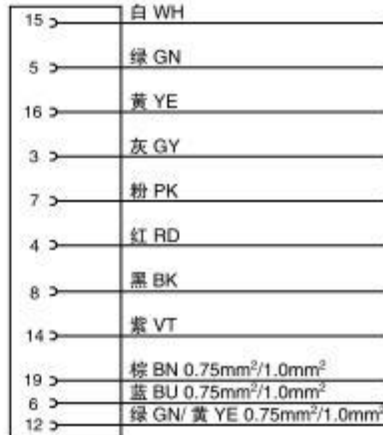 15 白 WH
5 绿 GN
16 黄 YE
3 灰 GY
7 粉 PK
4 红 RD
8 黑 BK
14 紫 VT
19 棕 BN 0.75mm²/1.0mm²
6 蓝 BU 0.75mm²/1.0mm²
12 绿 GN/ 黄 YE 0.75mm²/1.0mm²